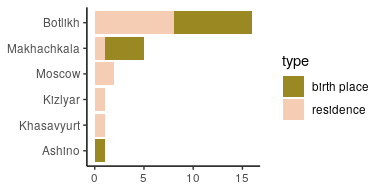 Botlikh
Makhachkala
Moscow
Kizlyar
Khasavyurt
Ashino
0 5 10 15
type
birth place
residence